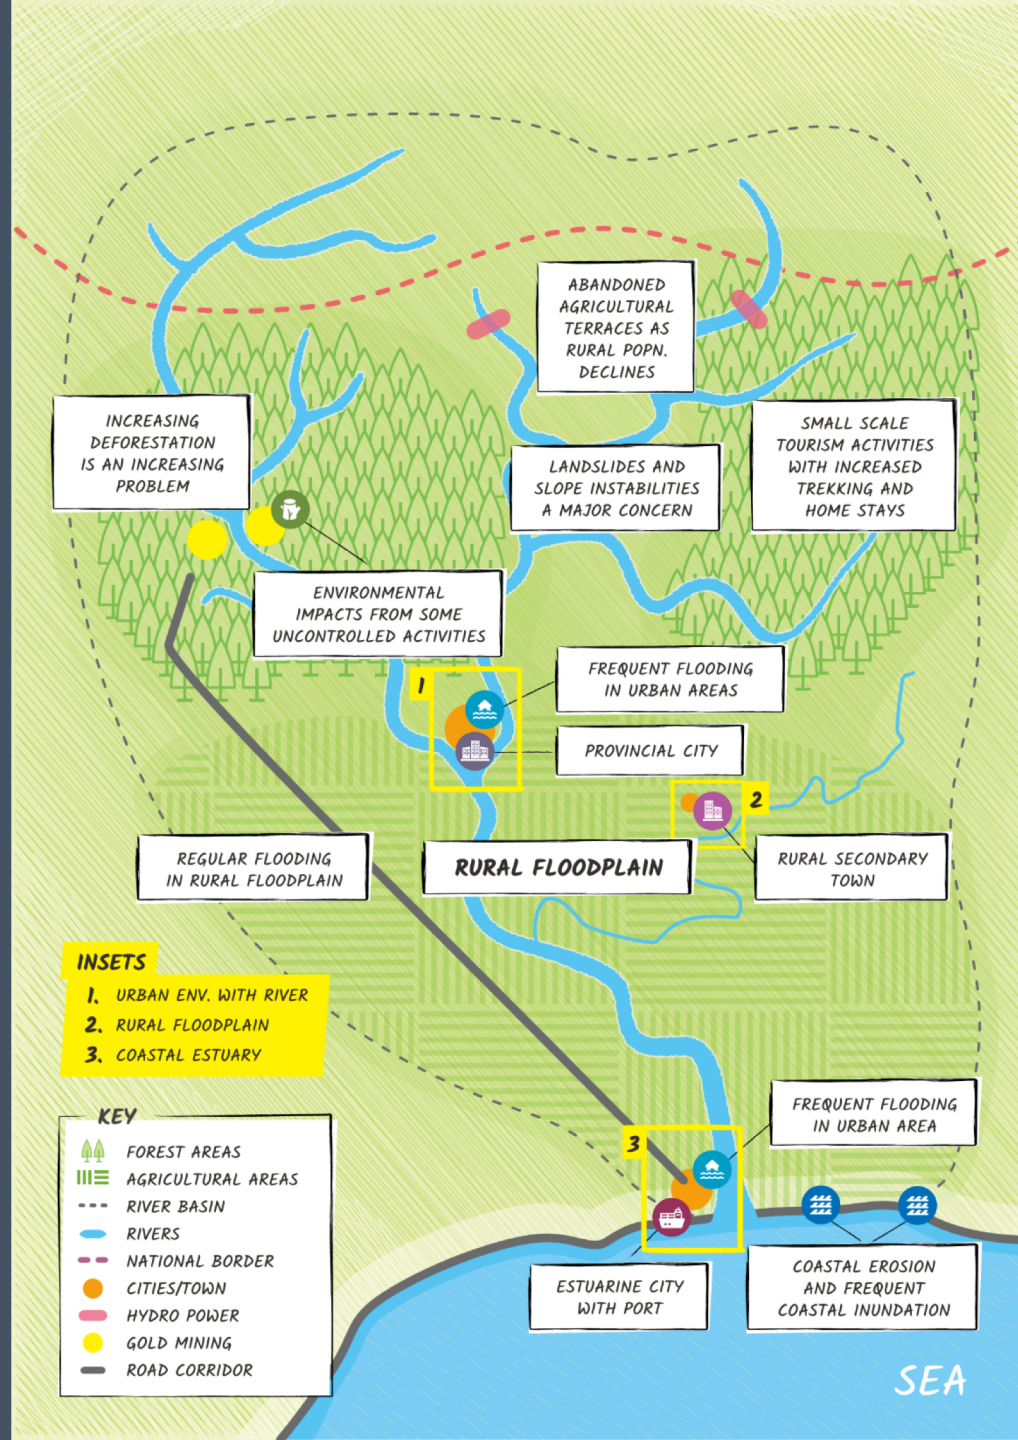 ABANDONED
AGRICULTURAL
TERRACES AS
RURAL POPN.
DECLINES
INCREASING
DEFORESTATION
IS AN INCREASING
PROBLEM
LANDSLIDES AND
SLOPE INSTABILITIES
A MAJOR CONCERN
SMALL SCALE
TOURISM ACTIVITIES
WITH INCREASED
TREKKING AND
HOME STAYS
ENVIRONMENTAL
IMPACTS FROM SOME
UNCONTROLLED ACTIVITIES
1
FREQUENT FLOODING
IN URBAN AREAS
PROVINCIAL CITY
2
REGULAR FLOODING
IN RURAL FLOODPLAIN
RURAL FLOODPLAIN
RURAL SECONDARY
TOWN
INSETS
1. URBAN ENV. WITH RIVER
2. RURAL FLOODPLAIN
3. COASTAL ESTUARY
KEY
FOREST AREAS
AGRICULTURAL AREAS
RIVER BASIN
RIVERS
NATIONAL BORDER
CITIES/TOWN
HYDRO POWER
GOLD MINING
ROAD CORRIDOR
3
FREQUENT FLOODING
IN URBAN AREA
ESTUARINE CITY
WITH PORT
COASTAL EROSION
AND FREQUENT
COASTAL INUNDATION
SEA